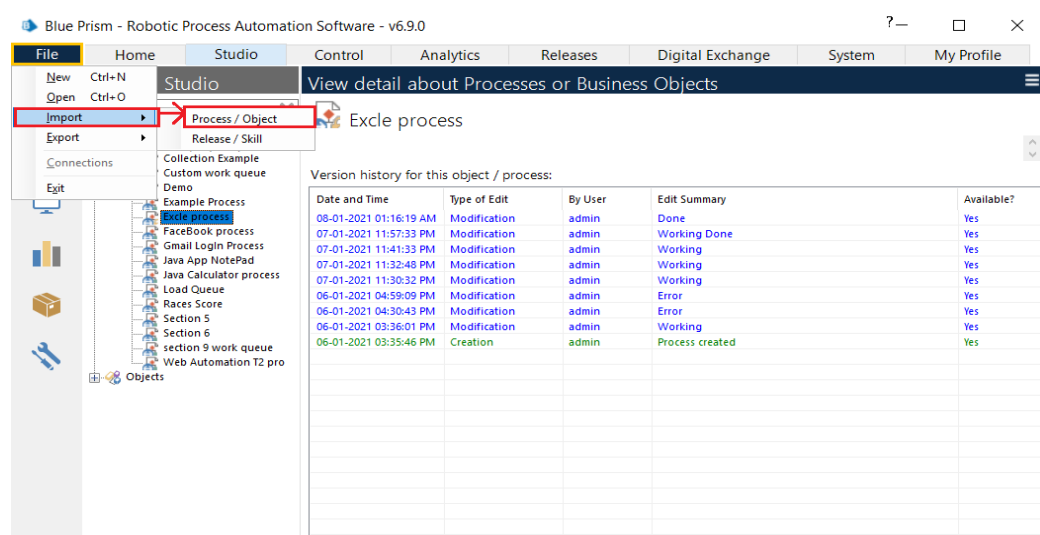 Blue Prism - Robotic Process Automation Software - v6.9.0
?
File Home Studio Control Analytics Releases Digital Exchange System My Profile
New Ctrl+N
Open Ctrl+O
Import
Export
Connections
Exit
Process / Object
Release / Skill
Studio
Collection Example
Custom work queue
Demo
Example Process
Excle process
FaceBook process
Gmail LogIn Process
Java App NotePad
Java Calculator process
Load Queue
Races Score
Section 5
Section 6
section 9 work queue
Web Automation T2 pro
Objects
View detail about Processes or Business Objects
Excle process
Version history for this object / process:
Date and Time Type of Edit By User Edit Summary Available?
08-01-2021 01:16:19 AM Modification admin Done Yes
07-01-2021 11:57:33 PM Modification admin Working Done Yes
07-01-2021 11:41:33 PM Modification admin Working Yes
07-01-2021 11:32:48 PM Modification admin Working Yes
07-01-2021 11:30:32 PM Modification admin Working Yes
06-01-2021 04:59:09 PM Modification admin Error Yes
06-01-2021 04:30:43 PM Modification admin Error Yes
06-01-2021 03:36:01 PM Modification admin Working Yes
06-01-2021 03:35:46 PM Creation admin Process created Yes